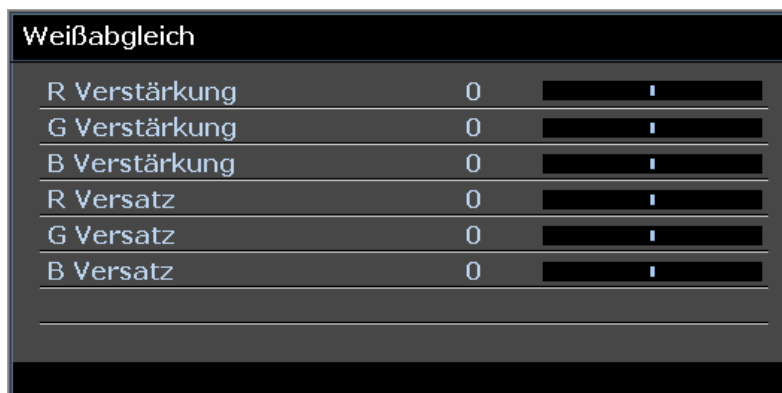 Weißabgleich
R Verstärkung 0
G Verstärkung 0
B Verstärkung 0
R Versatz 0
G Versatz 0
B Versatz 0